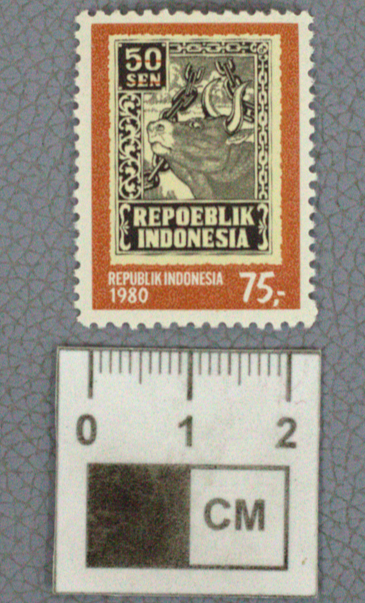 50
SEN
REPOEBLIK
INDONESIA
REPUBLIK INDONESIA
1980
75,-
0 1 2
CM